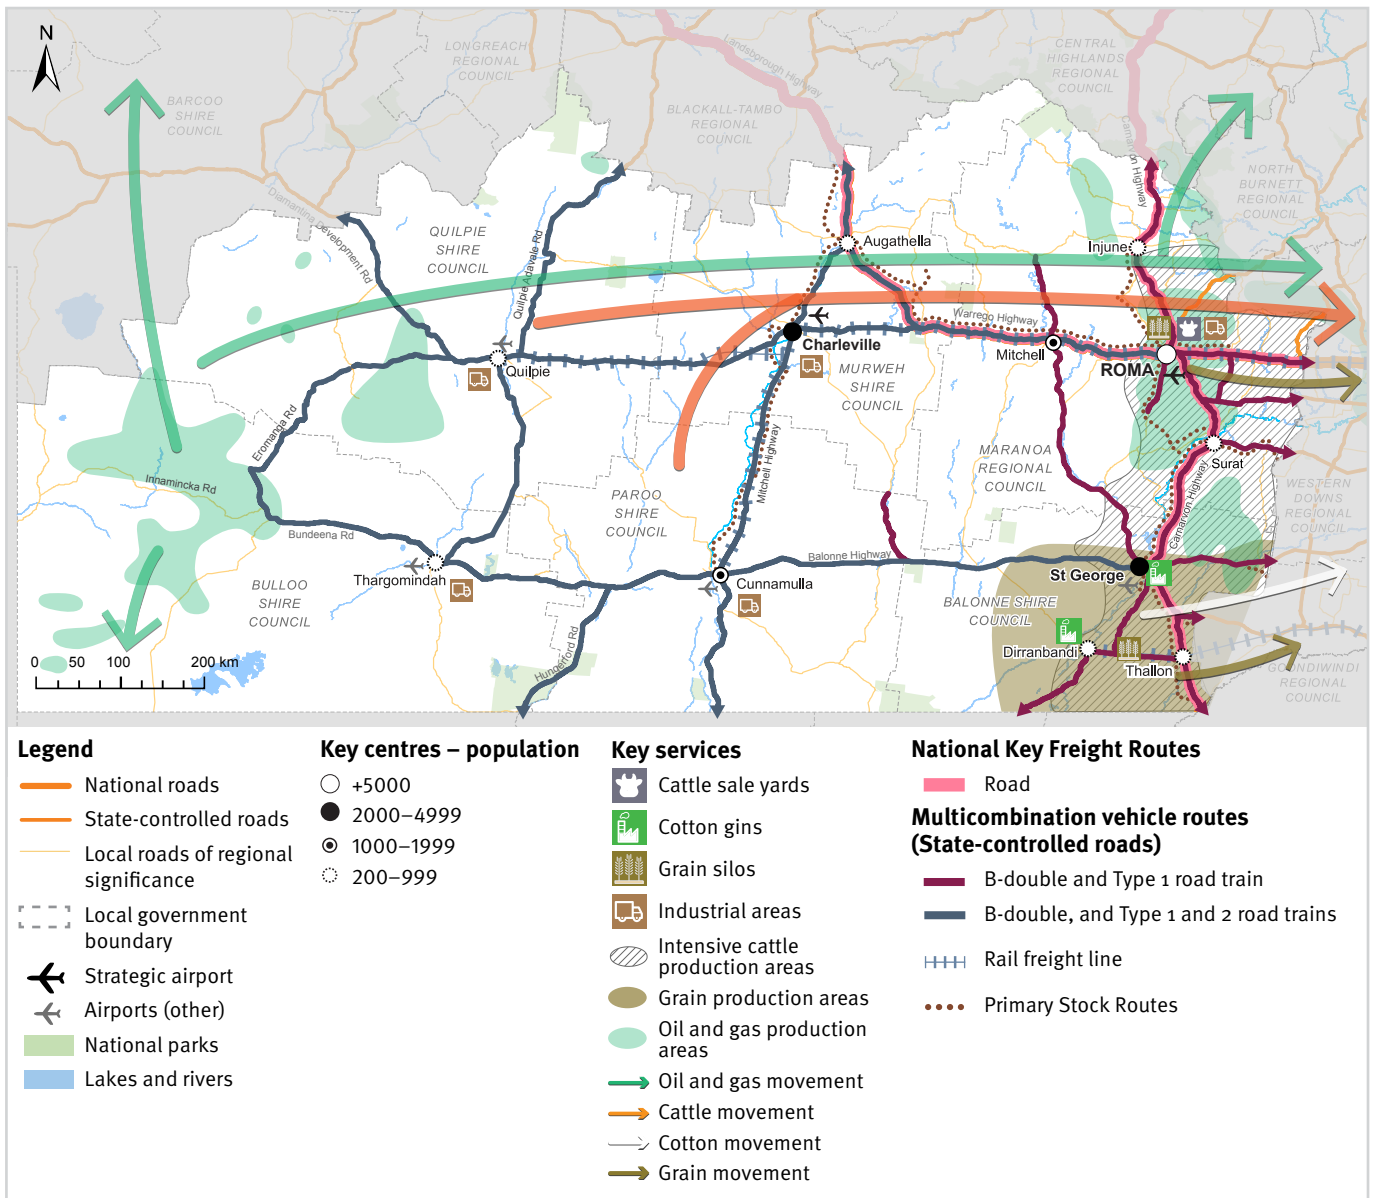 N
LONGREACH
REGIONAL
COUNCIL
Landsborough Highway
CENTRAL
HIGHLANDS
REGIONAL
COUNCIL
BARCOO
SHIRE
COUNCIL
BLACKALL-TAMBO
REGIONAL
COUNCIL
Carnarvon Highway
NORTH
BURNETT
REGIONAL
COUNCIL
Diamantina Development Rd
QUILPIE
SHIRE
COUNCIL
Quilpie Adavale Rd
Augathella
Injune
Warrego Highway
Charleville
Mitchell
ROMA
Quilpie
MURWEH
SHIRE
COUNCIL
Eromanga Rd
Mitchell Highway
MARANOA
REGIONAL
COUNCIL
Surat
Innamincka Rd
PAROO
SHIRE
COUNCIL
Carnarvon Highway
WESTERN
DOWNS
REGIONAL
COUNCIL
Bundeena Rd
Balonne Highway
Thargomindah
St George
Cunnamulla
BULLOO
SHIRE
COUNCIL
BALONNE SHIRE
COUNCIL
Hungerford Rd
Dirranbandi
Thallon
GOONDIWINDI
REGIONAL
COUNCIL
0 50 100 200 km
Legend
National roads
State-controlled roads
Local roads of regional
significance
Local government
boundary
Strategic airport
Airports (other)
National parks
Lakes and rivers
Key centres – population
+5000
2000–4999
1000–1999
200–999
Key services
Cattle sale yards
Cotton gins
Grain silos
Industrial areas
Intensive cattle
production areas
Grain production areas
Oil and gas production
areas
Oil and gas movement
Cattle movement
Cotton movement
Grain movement
National Key Freight Routes
Road
Multicombination vehicle routes
(State-controlled roads)
B-double and Type 1 road train
B-double, and Type 1 and 2 road trains
Rail freight line
Primary Stock Routes